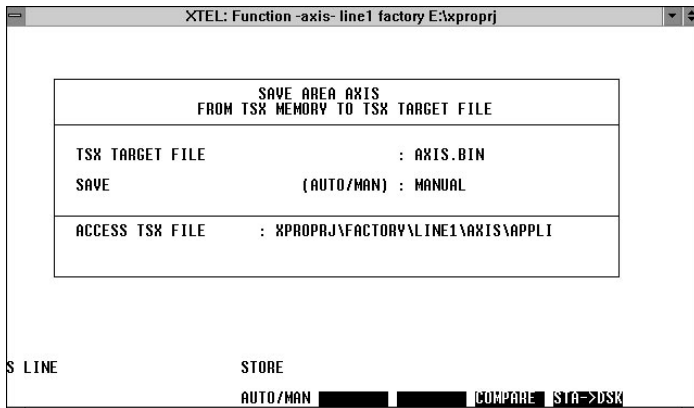 XTEL: Function -axis- line1 factory E:\xproprj
SAVE AREA AXIS
FROM TSX MEMORY TO TSX TARGET FILE
TSX TARGET FILE : AXIS.BIN
SAVE (AUTO/MAN) : MANUAL
ACCESS TSX FILE : XPROPRJ\FACTORY\LINE1\AXIS\APPLI
S LINE STORE
AUTO/MAN COMPARE STA->DSK